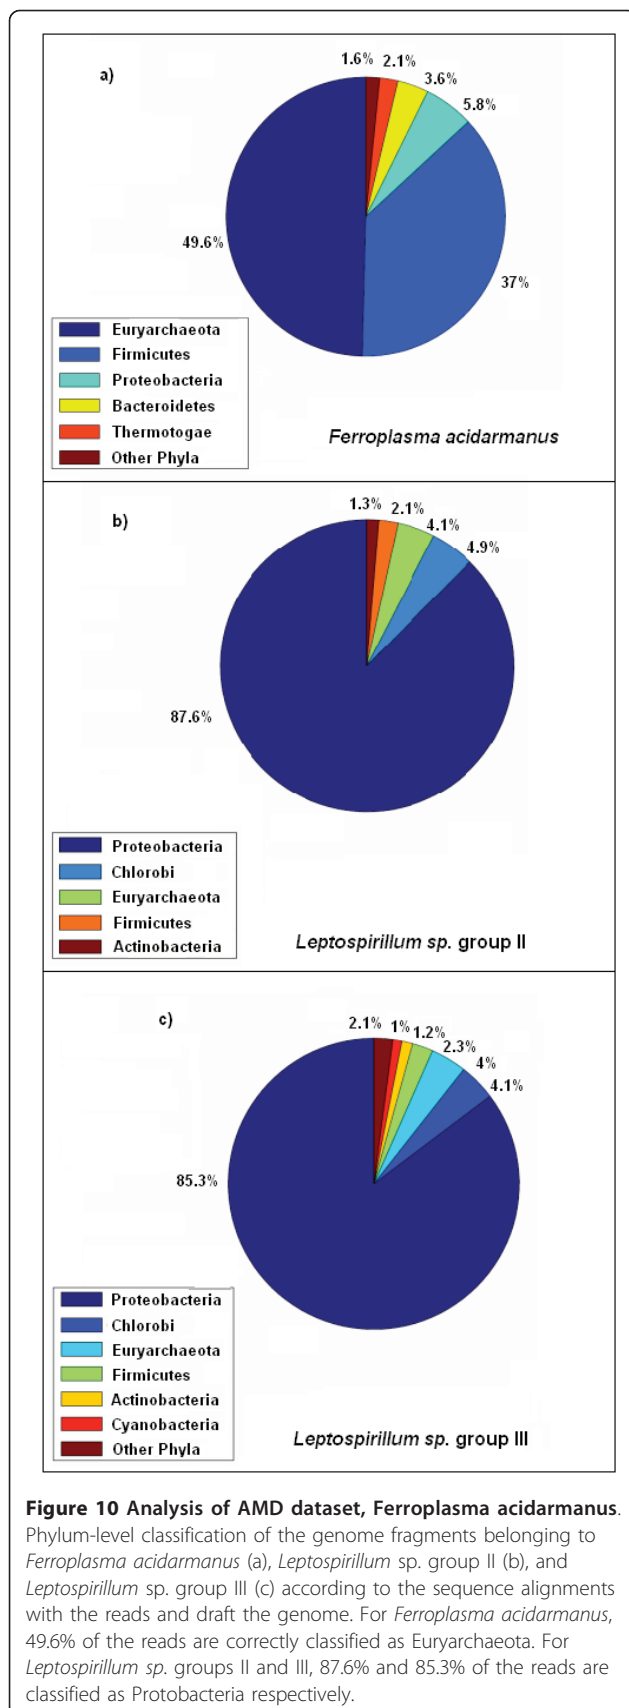 a)
1.6%
2.1%
3.6%
5.8%
49.6%
37%
Euryarchaeota
Firmicutes
Proteobacteria
Bacteroidetes
Thermotogae
Other Phyla
Ferroplasma acidarmanus
b)
1.3%
2.1%
4.1%
4.9%
87.6%
Proteobacteria
Chlorobi
Euryarchaeota
Firmicutes
Actinobacteria
Leptospirillum sp. group II
c)
2.1%
1%
1.2%
2.3%
4%
4.1%
85.3%
Proteobacteria
Chlorobi
Euryarchaeota
Firmicutes
Actinobacteria
Cyanobacteria
Other Phyla
Leptospirillum sp. group III
Figure 10 Analysis of AMD dataset, Ferroplasma acidarmanus.
Phylum-level classification of the genome fragments belonging to
Ferroplasma acidarmanus (a), Leptospirillum sp. group II (b), and
Leptospirillum sp. group III (c) according to the sequence alignments
with the reads and draft the genome. For Ferroplasma acidarmanus,
49.6% of the reads are correctly classified as Euryarchaeota. For
Leptospirillum sp. groups II and III, 87.6% and 85.3% of the reads are
classified as Protobacteria respectively.